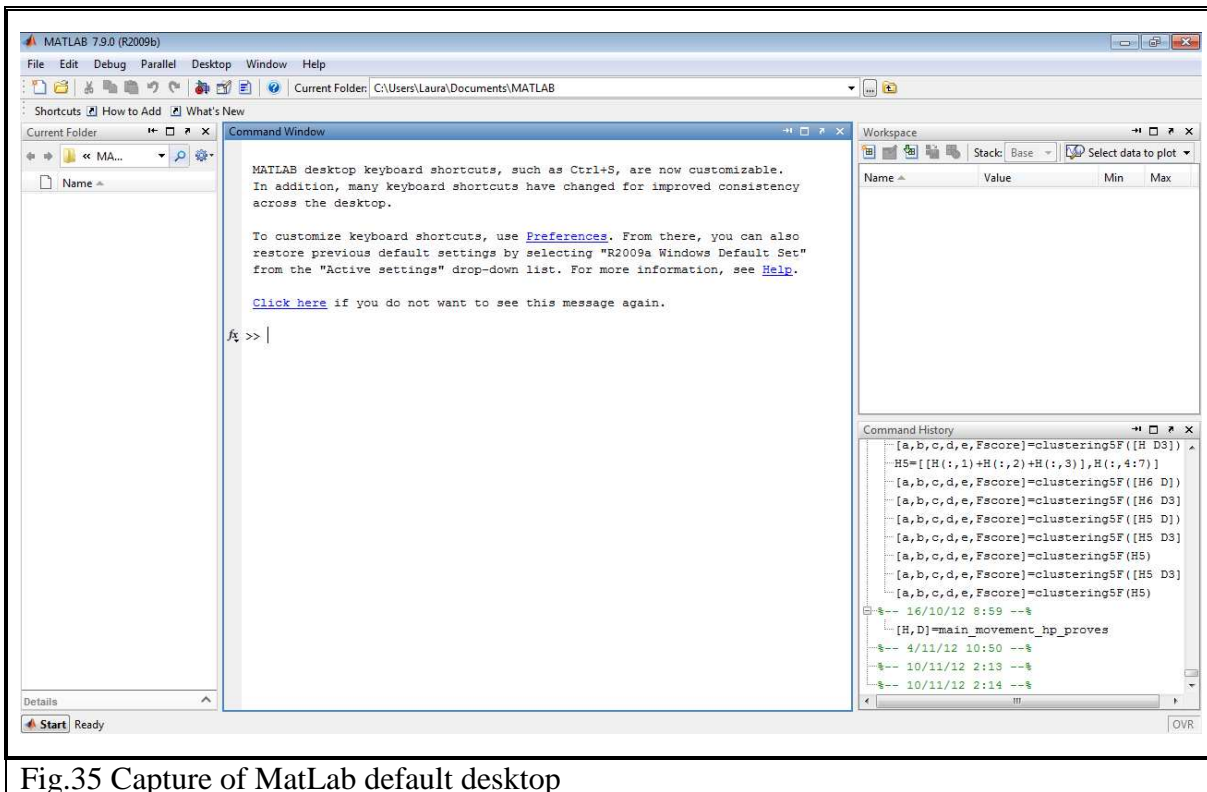 MATLAB 7.9.0 (R2009b)
File Edit Debug Parallel Desktop Window Help
Current Folder: C:\Users\Laura\Documents\MATLAB
Shortcuts How to Add What's New
Current Folder
« MA...
Name
Details
Command Window
MATLAB desktop keyboard shortcuts, such as Ctrl+S, are now customizable.
In addition, many keyboard shortcuts have changed for improved consistency
across the desktop.
To customize keyboard shortcuts, use Preferences. From there, you can also
restore previous default settings by selecting "R2009a Windows Default Set"
from the "Active settings" drop-down list. For more information, see Help.
Click here if you do not want to see this message again.
fx >>
Workspace
Stack: Base Select data to plot
Name Value Min Max
Command History
[a,b,c,d,e,Fscore]=clustering5F([H D3])
H5=[[H(:,1)+H(:,2)+H(:,3)],H(:,4:7)]
[a,b,c,d,e,Fscore]=clustering5F([H6 D])
[a,b,c,d,e,Fscore]=clustering5F([H6 D3]
[a,b,c,d,e,Fscore]=clustering5F([H5 D])
[a,b,c,d,e,Fscore]=clustering5F([H5 D3]
[a,b,c,d,e,Fscore]=clustering5F(H5)
[a,b,c,d,e,Fscore]=clustering5F([H5 D3]
[a,b,c,d,e,Fscore]=clustering5F(H5)
%-- 16/10/12 8:59 --%
[H,D]=main_movement_hp_proves
%-- 4/11/12 10:50 --%
%-- 10/11/12 2:13 --%
%-- 10/11/12 2:14 --%
Start Ready
OVR
Fig.35 Capture of MatLab default desktop